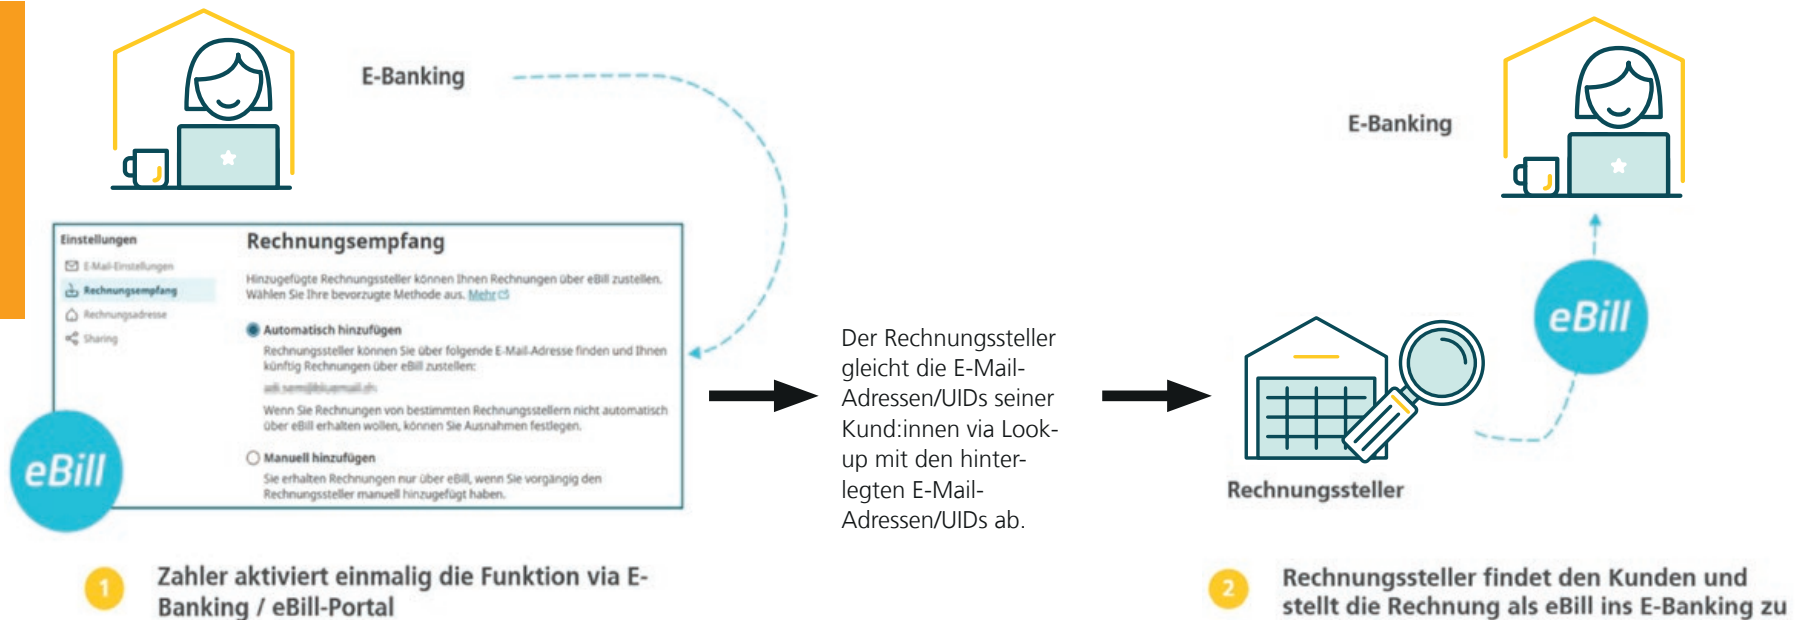 E-Banking
Einstellungen
E-Mail-Einstellungen
Rechnungsempfang
Rechnungsadresse
Sharing
Rechnungsempfang
Hinzugefügte Rechnungssteller können Ihnen Rechnungen über eBill zustellen.
Wählen Sie Ihre bevorzugte Methode aus. Mehr
Automatisch hinzufügen
Rechnungssteller können Sie über folgende E-Mail-Adresse finden und Ihnen
künftig Rechnungen über eBill zustellen:
Wenn Sie Rechnungen von bestimmten Rechnungsstellern nicht automatisch
über eBill erhalten wollen, können Sie Ausnahmen festlegen.
Manuell hinzufügen
Sie erhalten Rechnungen nur über eBill, wenn Sie vorgängig den
Rechnungssteller manuell hinzugefügt haben.
eBill
1
Zahler aktiviert einmalig die Funktion via E-
Banking / eBill-Portal
Der Rechnungssteller
gleicht die E-Mail-
Adressen/UIDs seiner
Kund:innen via Look-
up mit den hinter-
legten E-Mail-
Adressen/UIDs ab.
E-Banking
eBill
Rechnungssteller
2
Rechnungssteller findet den Kunden und
stellt die Rechnung als eBill ins E-Banking zu